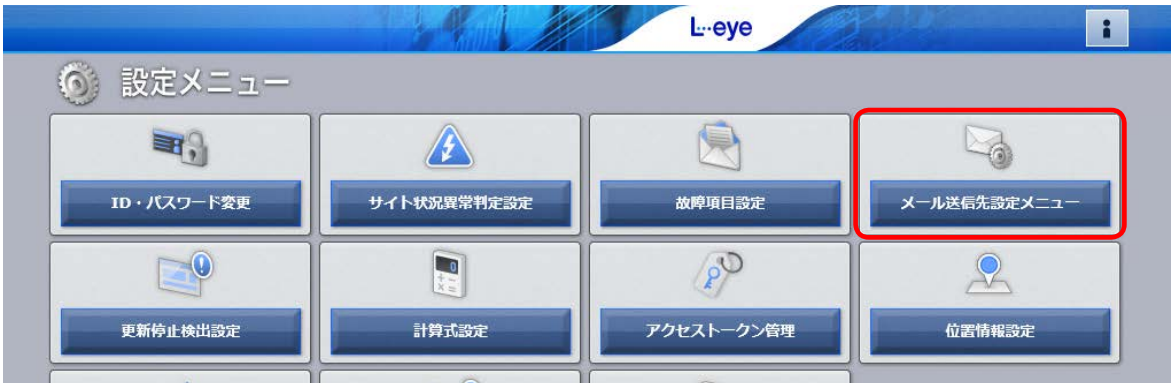 L-eye
設定メニュー
ID・パスワード変更
サイト状況異常判定設定
故障項目設定
メール送信先設定メニュー
更新停止検出設定
計算式設定
アクセストークン管理
位置情報設定